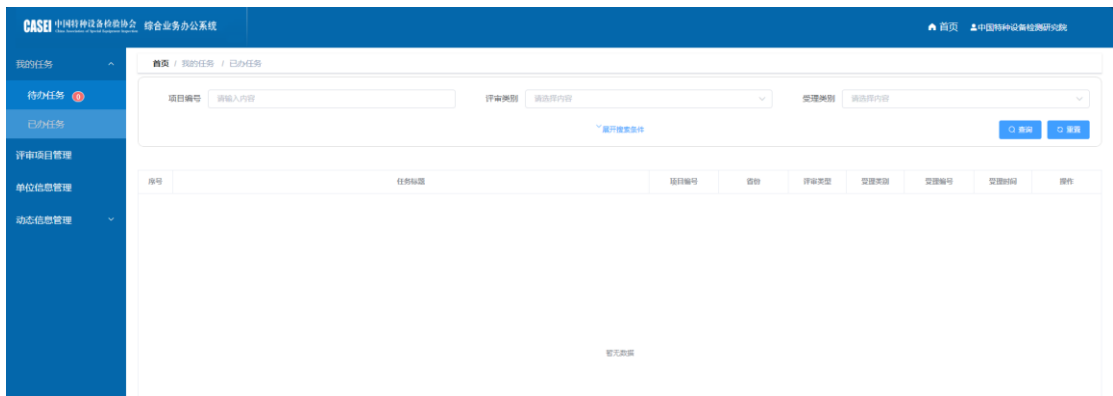 CASEI 中国特种设备检验协会 综合业务办公系统
首页 中国特种设备检测研究院
我的任务
首页 / 我的任务 / 已办任务
待办任务 0
项目编号 请输入内容 评审类别 请选择内容 受理类别 请选择内容
已办任务
展开搜索条件
查询 重置
评审项目管理
单位信息管理
序号 任务标题 项目编号 省份 评审类型 受理类别 受理编号 受理时间 操作
动态信息管理
暂无数据